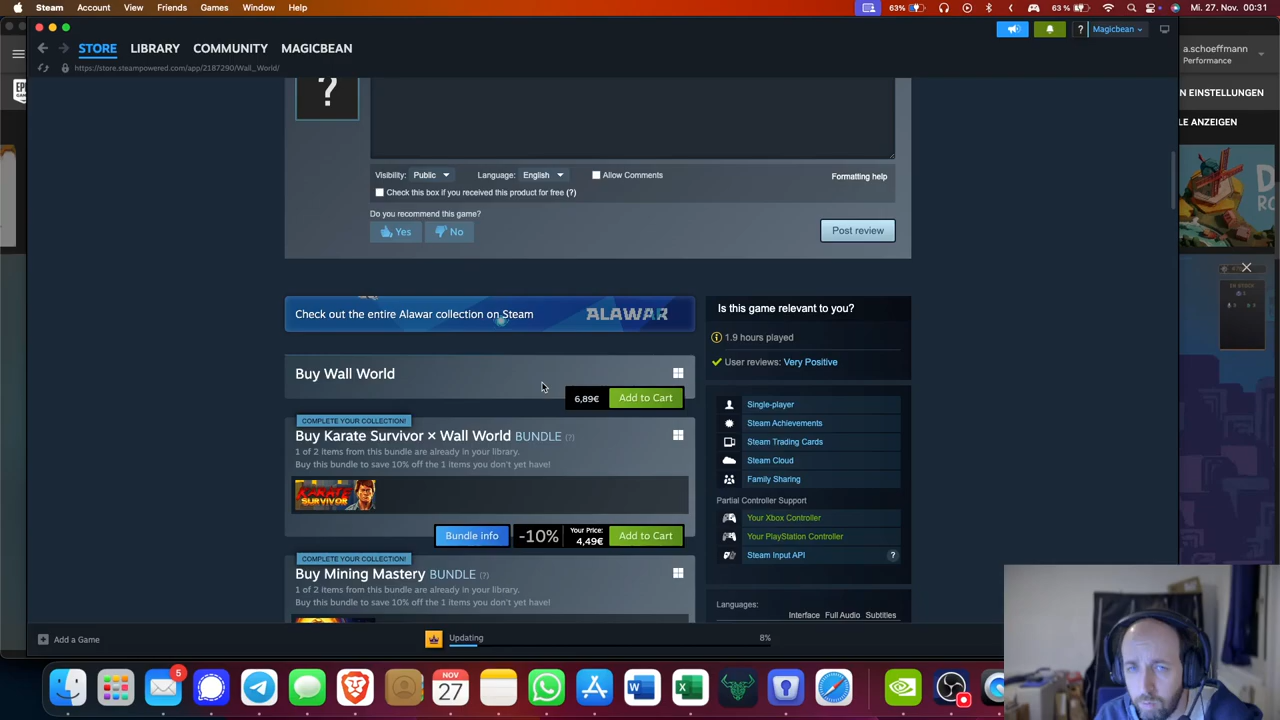 Steam Account View Friends Games Window Help
63% 63 % Mi. 27. Nov. 00:31
STORE LIBRARY COMMUNITY MAGICBEAN
? Magicbean
https://store.steampowered.com/app/2187290/Wall_World/
a.schoeffmann
Performance
N EINSTELLUNGEN
LE ANZEIGEN
?
Visibility: Public Language: English Allow Comments Formatting help
Check this box if you received this product for free (?)
Do you recommend this game?
Yes No Post review
Check out the entire Alawar collection on Steam ALAWAR
Is this game relevant to you?
1.9 hours played
User reviews: Very Positive
Buy Wall World
6,89€ Add to Cart
COMPLETE YOUR COLLECTION!
Buy Karate Survivor × Wall World BUNDLE (?)
1 of 2 items from this bundle are already in your library.
Buy this bundle to save 10% off the 1 items you don't yet have!
KARATE
SURVIVOR
Bundle info -10% Your Price: 4,49€ Add to Cart
COMPLETE YOUR COLLECTION!
Buy Mining Mastery BUNDLE (?)
1 of 2 items from this bundle are already in your library.
Buy this bundle to save 10% off the 1 items you don't yet have!
Single-player
Steam Achievements
Steam Trading Cards
Steam Cloud
Family Sharing
Partial Controller Support
Your Xbox Controller
Your PlayStation Controller
Steam Input API ?
Languages:
Interface Full Audio Subtitles
Add a Game Updating 8%
5
NOV
27